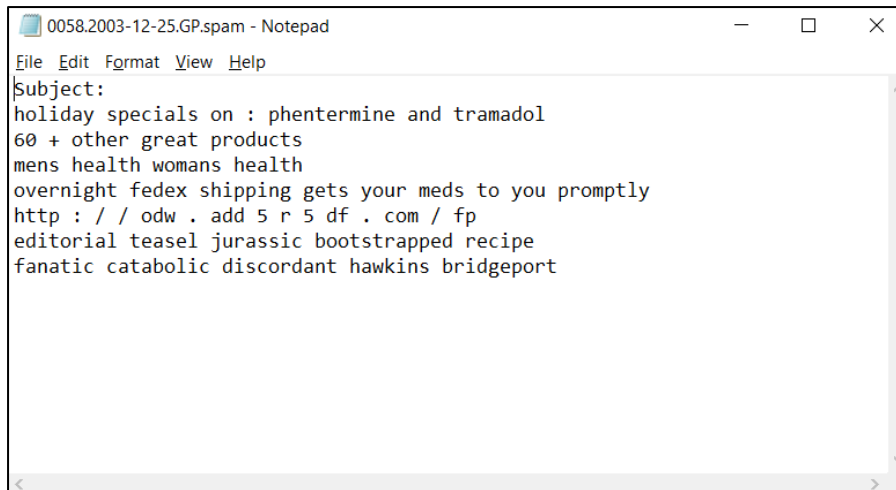 0058.2003-12-25.GP.spam - Notepad
File Edit Format View Help
Subject:
holiday specials on : phentermine and tramadol
60 + other great products
mens health womans health
overnight fedex shipping gets your meds to you promptly
http : / / odw . add 5 r 5 df . com / fp
editorial teasel jurassic bootstrapped recipe
fanatic catabolic discordant hawkins bridgeport